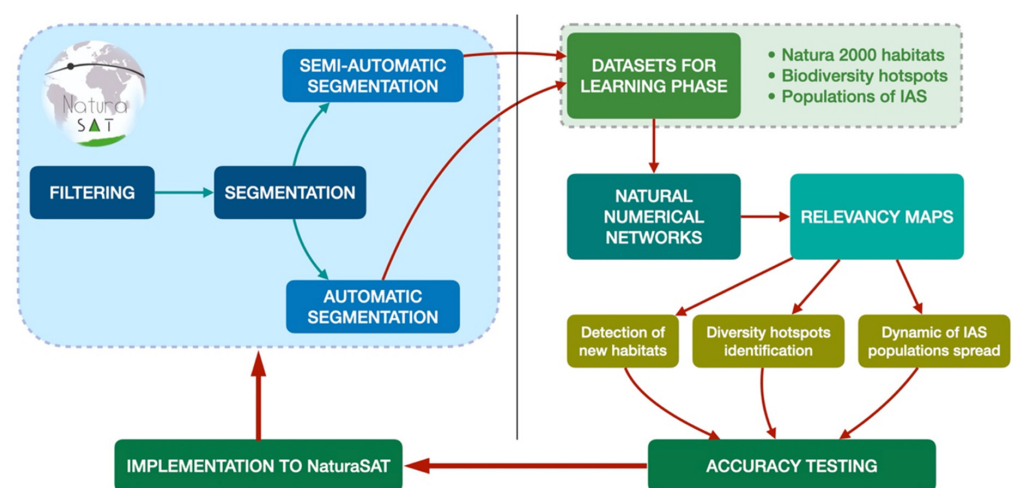 Natura
SAT
SEMI-AUTOMATIC
SEGMENTATION
FILTERING
SEGMENTATION
AUTOMATIC
SEGMENTATION
DATASETS FOR
LEARNING PHASE
• Natura 2000 habitats
• Biodiversity hotspots
• Populations of IAS
NATURAL
NUMERICAL
NETWORKS
RELEVANCY MAPS
Detection of
new habitats
Diversity hotspots
identification
Dynamic of IAS
populations spread
IMPLEMENTATION TO NaturaSAT
ACCURACY TESTING